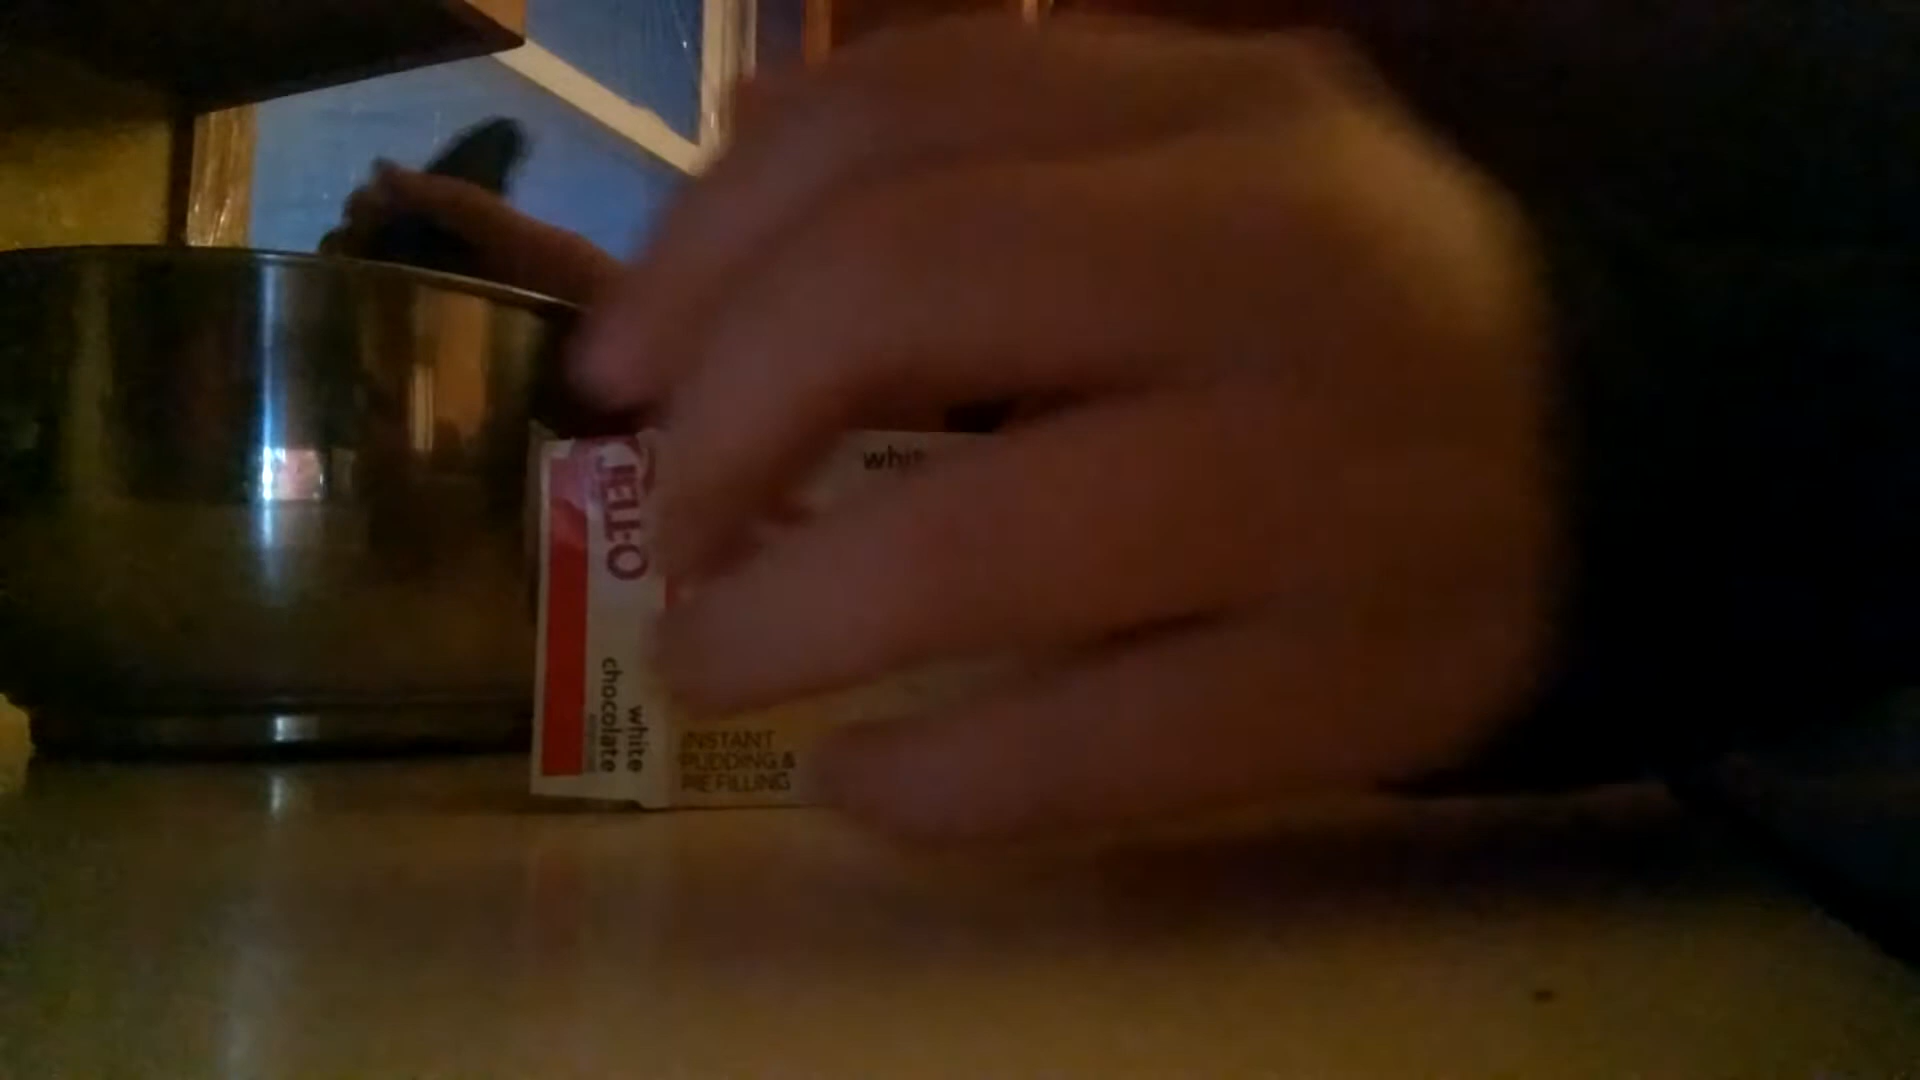 JELL-O
white
chocolate
whit
INSTANT
PUDDING &
PIE FILLING